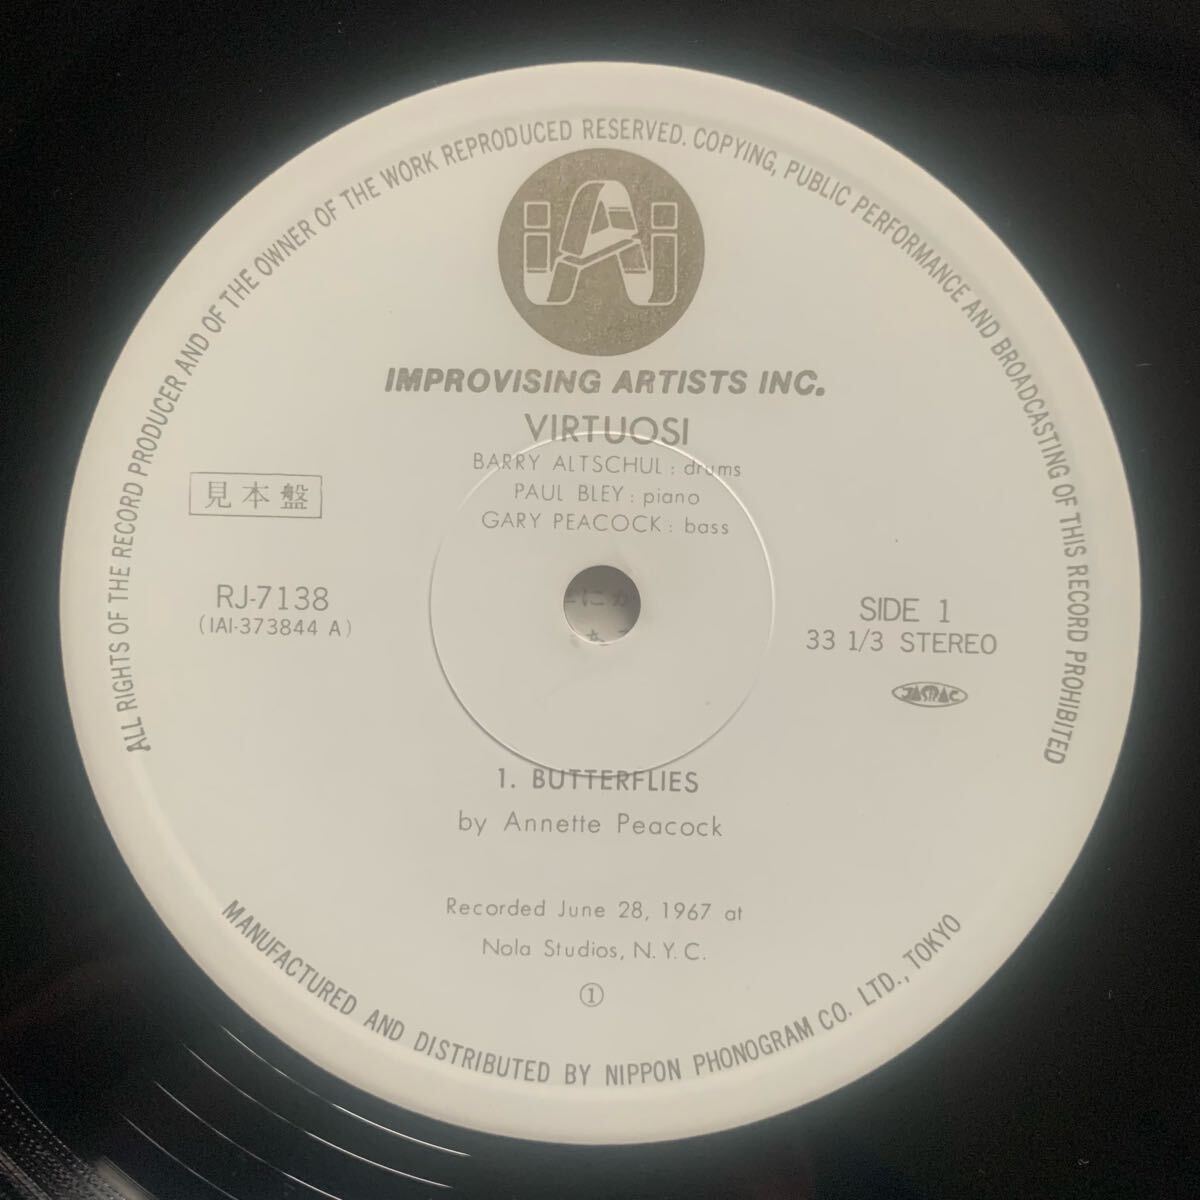 ALL RIGHTS OF THE RECORD PRODUCER AND OF THE OWNER OF THE WORK REPRODUCED RESERVED. COPYING, PUBLIC PERFORMANCE AND BROADCASTING OF THIS RECORD PROHIBITED
iAi
IMPROVISING ARTISTS INC.
VIRTUOSI
BARRY ALTSCHUL: drums
PAUL BLEY: piano
GARY PEACOCK: bass
見本盤
RJ-7138
(IAI-373844 A)
SIDE 1
33 1/3 STEREO
JASRAC
1. BUTTERFLIES
by Annette Peacock
Recorded June 28, 1967 at
Nola Studios, N.Y.C.
①
MANUFACTURED AND DISTRIBUTED BY NIPPON PHONOGRAM CO. LTD., TOKYO